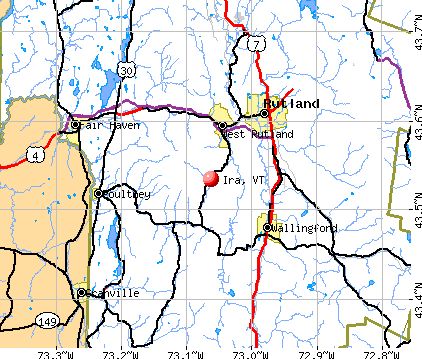 7
43.7°N
30
Rutland
Fair Haven
West Rutland
43.6°N
4
Ira, VT
Poultney
43.5°N
Wallingford
Granville
43.4°N
149
73.3°W
73.2°W
73.1°W
73.0°W
72.9°W
72.8°W